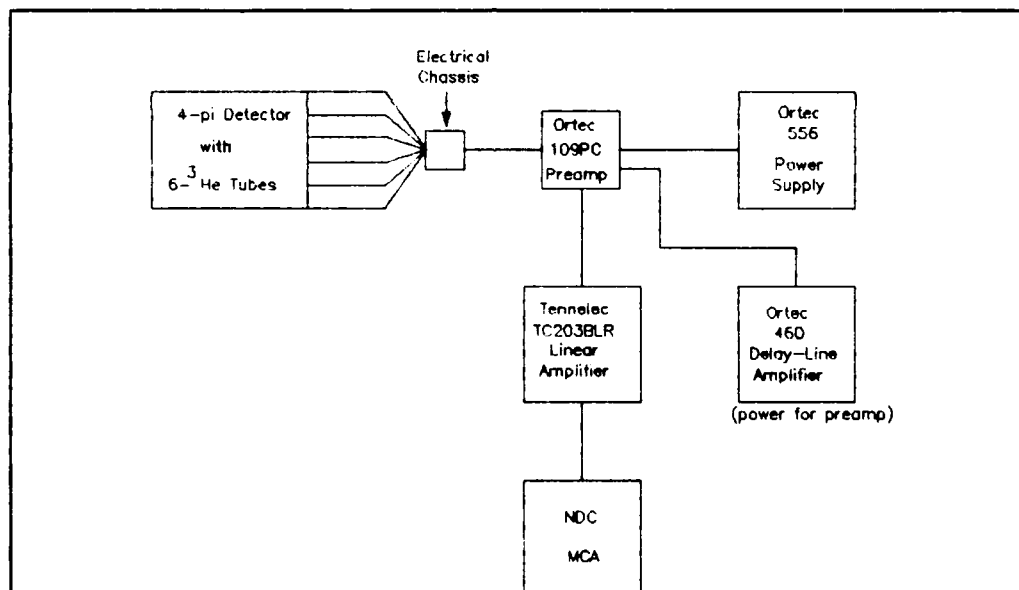 Electrical
Chassis
4-pi Detector
with
6-³He Tubes
Ortec
109PC
Preamp
Ortec
556
Power
Supply
Tennelec
TC203BLR
Linear
Amplifier
Ortec
460
Delay-Line
Amplifier
(power for preamp)
NDC
MCA